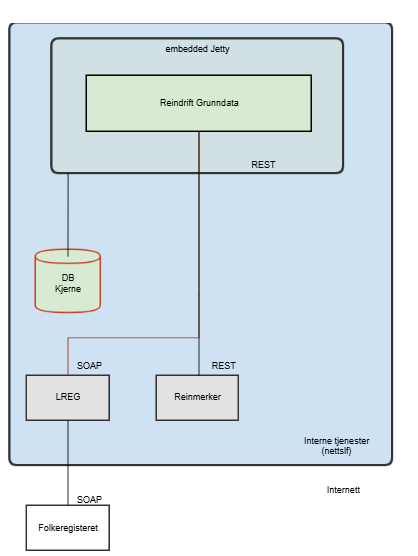 embedded Jetty
Reindrift Grunndata
REST
DB
Kjerne
SOAP
REST
LREG
Reinmerker
Interne tjenester
(nettslf)
Internett
SOAP
Folkeregisteret